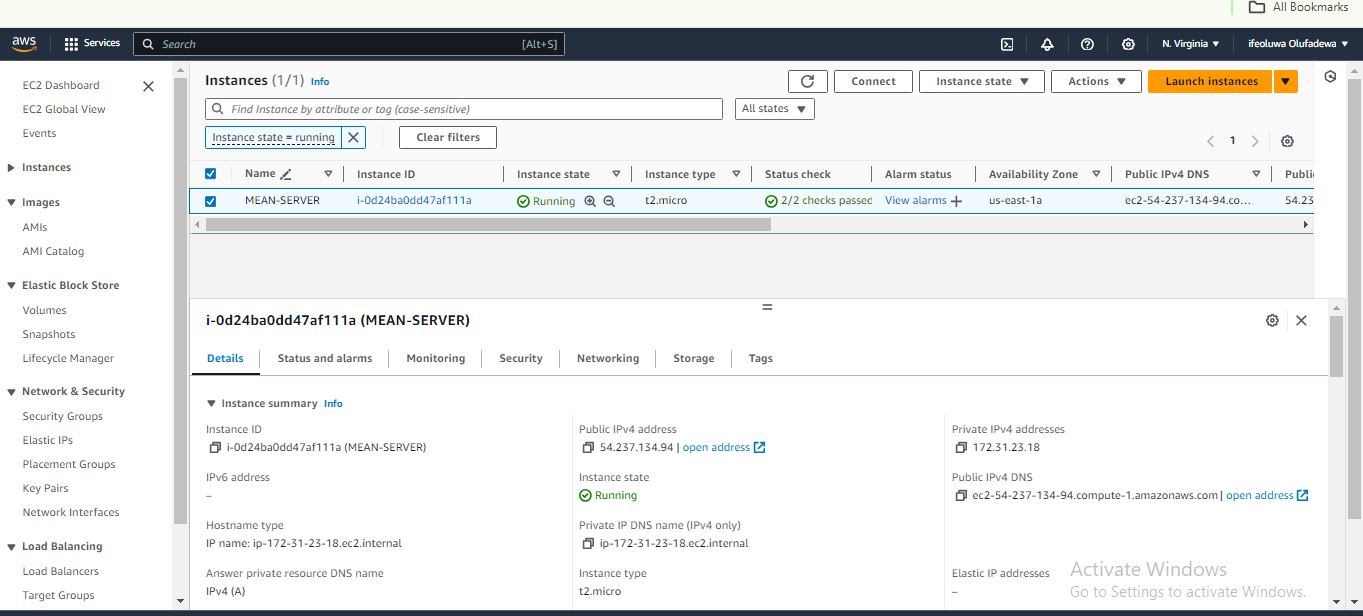 All Bookmarks
aws Services Search [Alt+S] N. Virginia ifeoluwa Olufadewa
EC2 Dashboard
EC2 Global View
Events
Instances
Images
AMIs
AMI Catalog
Elastic Block Store
Volumes
Snapshots
Lifecycle Manager
Network & Security
Security Groups
Elastic IPs
Placement Groups
Key Pairs
Network Interfaces
Load Balancing
Load Balancers
Target Groups
Instances (1/1) Info Connect Instance state Actions Launch instances
Find Instance by attribute or tag (case-sensitive) All states
Instance state = running Clear filters 1
Name Instance ID Instance state Instance type Status check Alarm status Availability Zone Public IPv4 DNS Publi
MEAN-SERVER i-0d24ba0dd47af111a Running t2.micro 2/2 checks passed View alarms us-east-1a ec2-54-237-134-94.co... 54.23
i-0d24ba0dd47af111a (MEAN-SERVER)
Details Status and alarms Monitoring Security Networking Storage Tags
Instance summary Info
Instance ID
i-0d24ba0dd47af111a (MEAN-SERVER)
Public IPv4 address
54.237.134.94 | open address
Private IPv4 addresses
172.31.23.18
IPv6 address
–
Instance state
Running
Public IPv4 DNS
ec2-54-237-134-94.compute-1.amazonaws.com | open address
Hostname type
IP name: ip-172-31-23-18.ec2.internal
Private IP DNS name (IPv4 only)
ip-172-31-23-18.ec2.internal
Answer private resource DNS name
IPv4 (A)
Instance type
t2.micro
Elastic IP addresses
–
Activate Windows
Go to Settings to activate Windows.